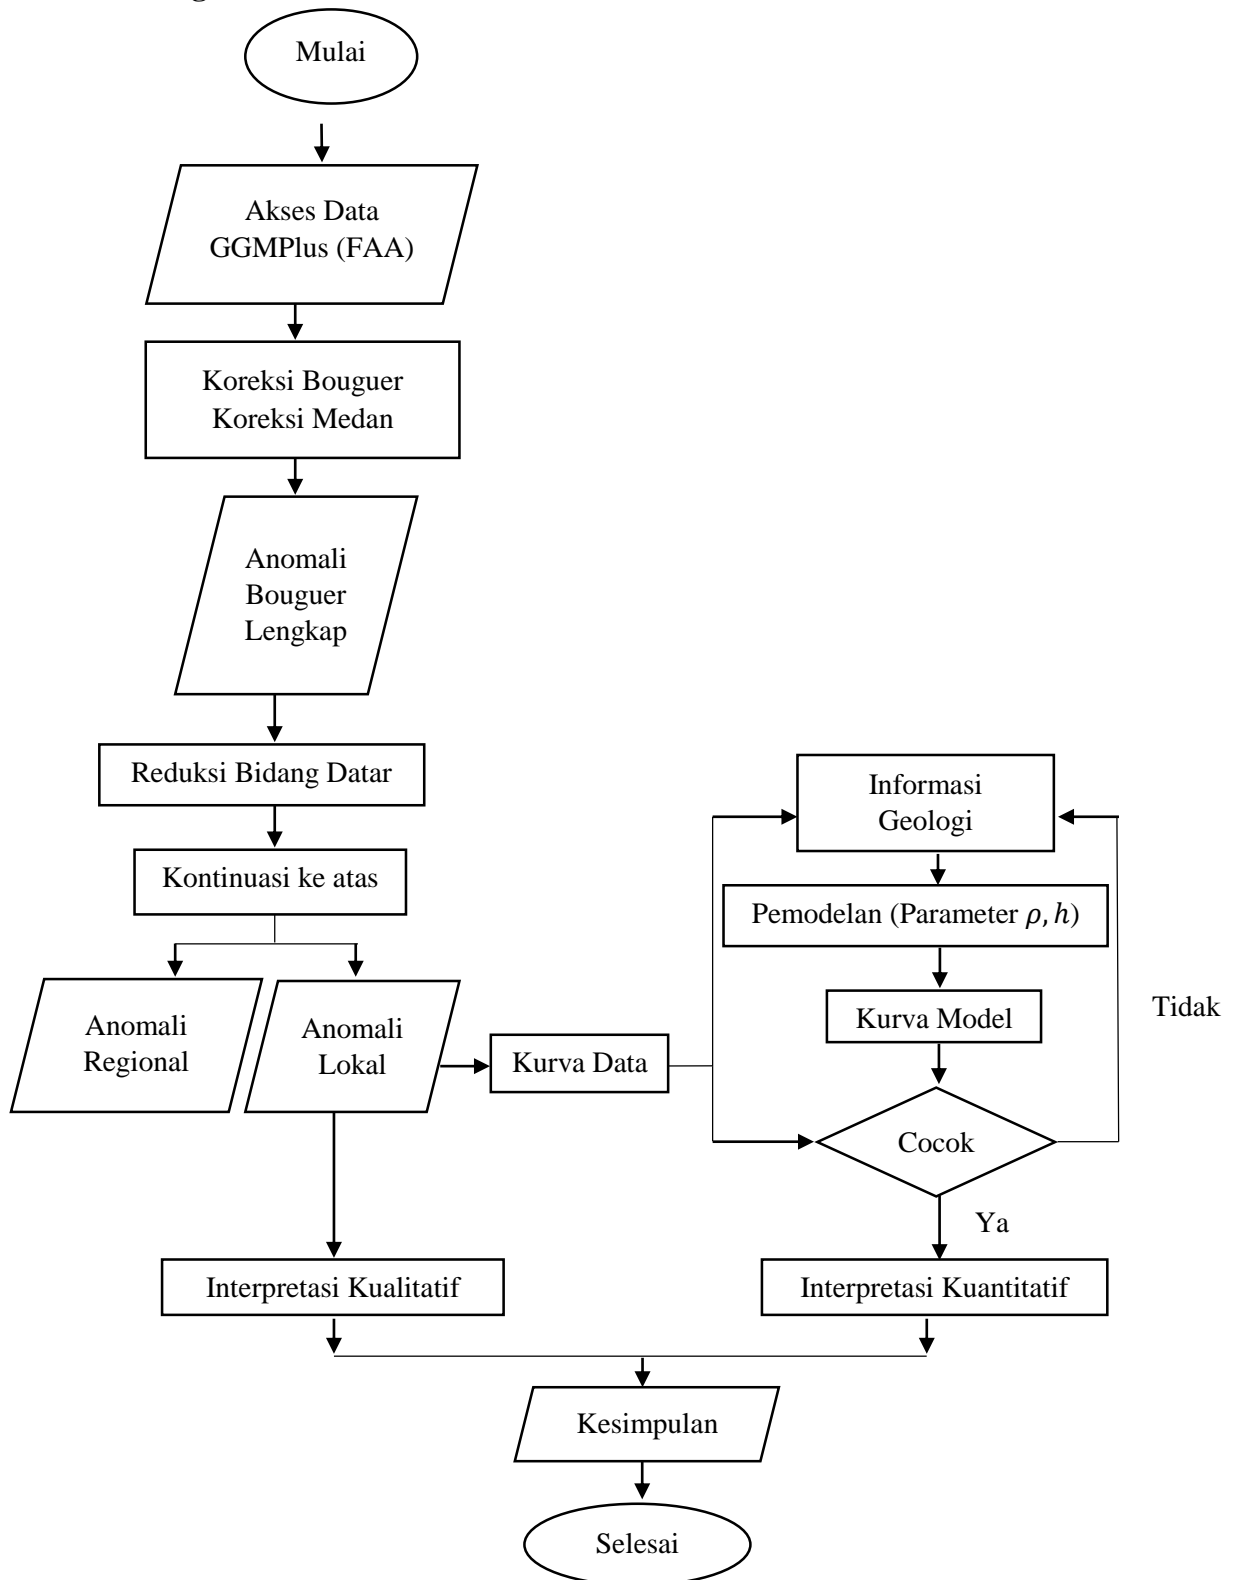 Mulai
Akses Data
GGMPlus (FAA)
Koreksi Bouguer
Koreksi Medan
Anomali
Bouguer
Lengkap
Reduksi Bidang Datar
Kontinuasi ke atas
Anomali
Regional
Anomali
Lokal
Kurva Data
Informasi
Geologi
Pemodelan (Parameter 𝜌, ℎ)
Kurva Model
Cocok
Tidak
Ya
Interpretasi Kualitatif
Interpretasi Kuantitatif
Kesimpulan
Selesai